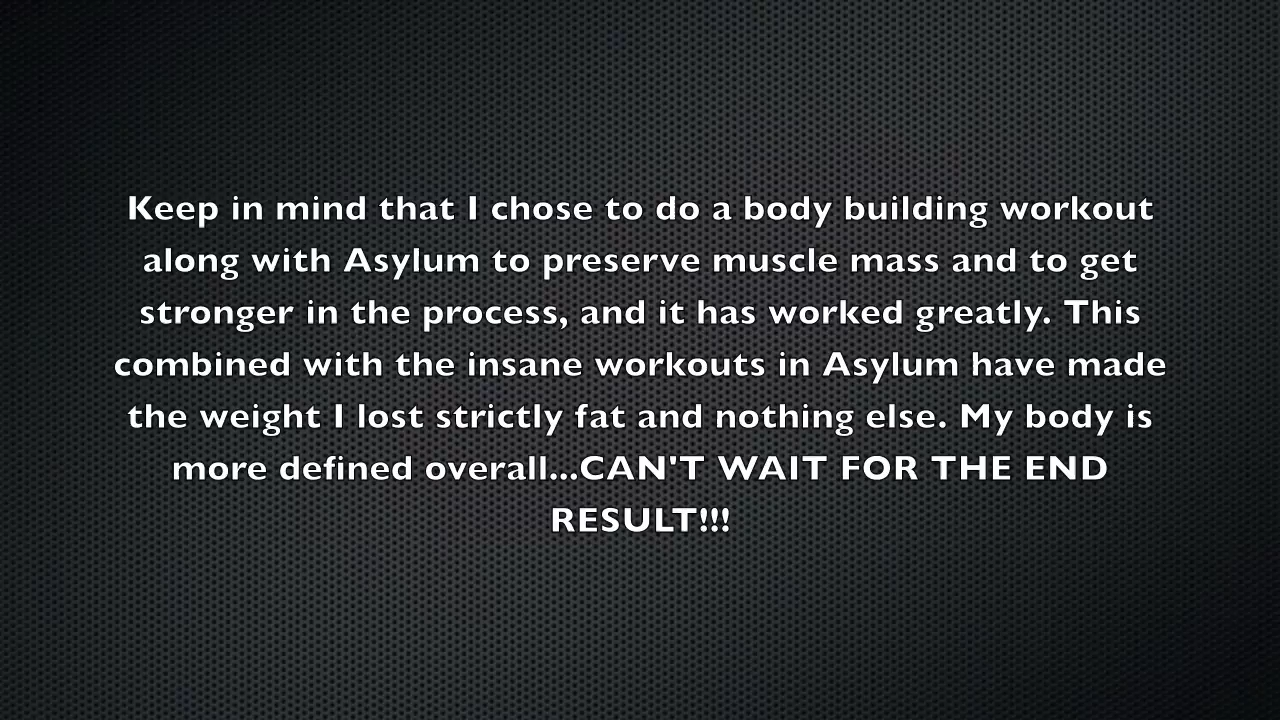 Keep in mind that I chose to do a body building workout
along with Asylum to preserve muscle mass and to get
stronger in the process, and it has worked greatly. This
combined with the insane workouts in Asylum have made
the weight I lost strictly fat and nothing else. My body is
more defined overall...CAN'T WAIT FOR THE END
RESULT!!!